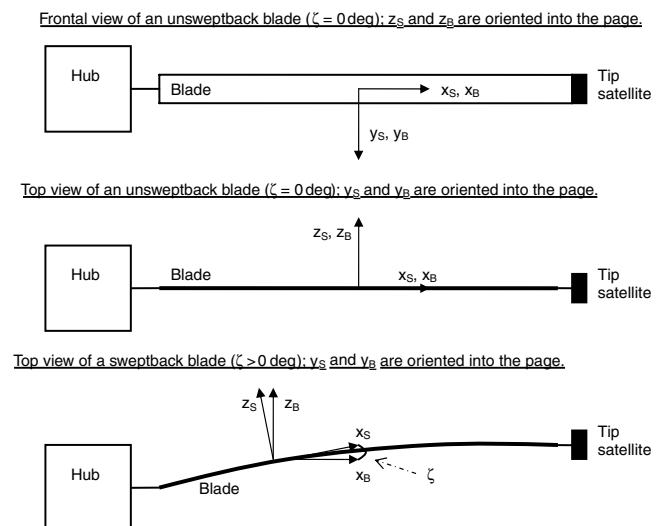 Frontal view of an unsweptback blade (ζ = 0 deg); zS and zB are oriented into the page.
Hub
Blade
xS, xB
Tip
satellite
yS, yB
Top view of an unsweptback blade (ζ = 0 deg); yS and yB are oriented into the page.
zS, zB
Hub
Blade
xS, xB
Tip
satellite
Top view of a sweptback blade (ζ > 0 deg); yS and yB are oriented into the page.
zS
zB
xS
Tip
satellite
Hub
xB
ζ
Blade